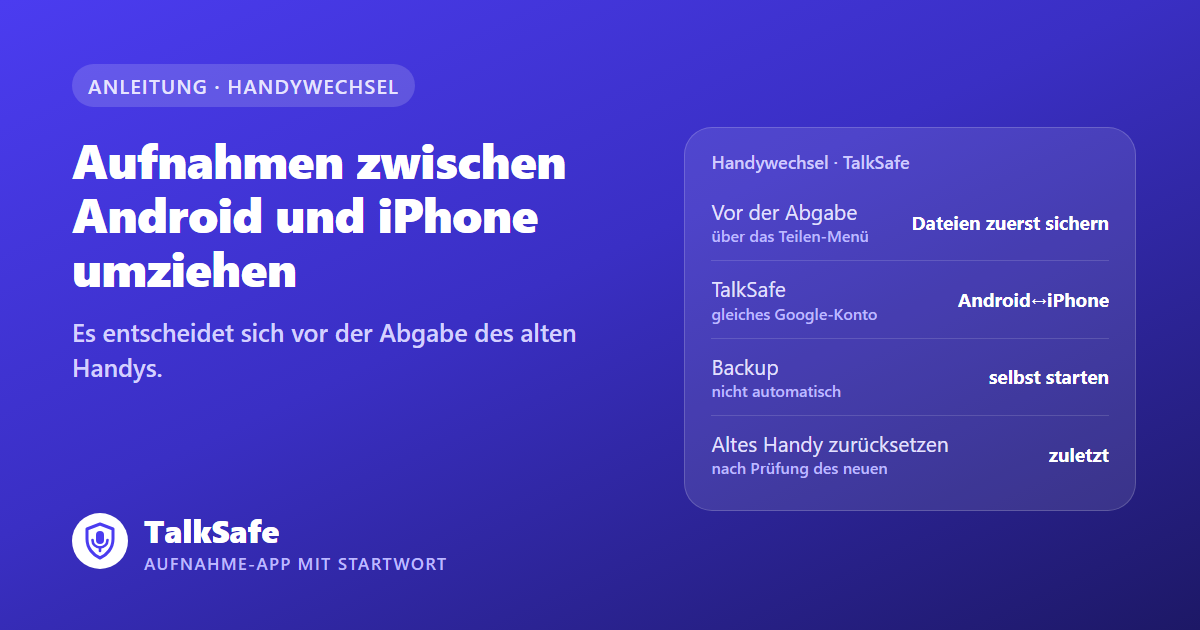 ANLEITUNG · HANDYWECHSEL
Aufnahmen zwischen
Android und iPhone
umziehen
Es entscheidet sich vor der Abgabe des alten
Handys.
TalkSafe
AUFNAHME-APP MIT STARTWORT
Handywechsel · TalkSafe
Vor der Abgabe
über das Teilen-Menü
Dateien zuerst sichern
TalkSafe
gleiches Google-Konto
Android↔iPhone
Backup
nicht automatisch
selbst starten
Altes Handy zurücksetzen
nach Prüfung des neuen
zuletzt